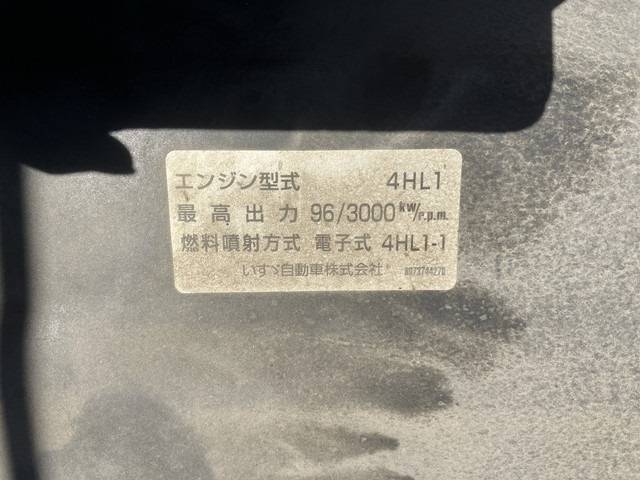 エンジン型式 4HL1
最高出力 96/3000 kW/r.p.m.
燃料噴射方式 電子式 4HL1-1
いすゞ自動車株式会社 8973744270